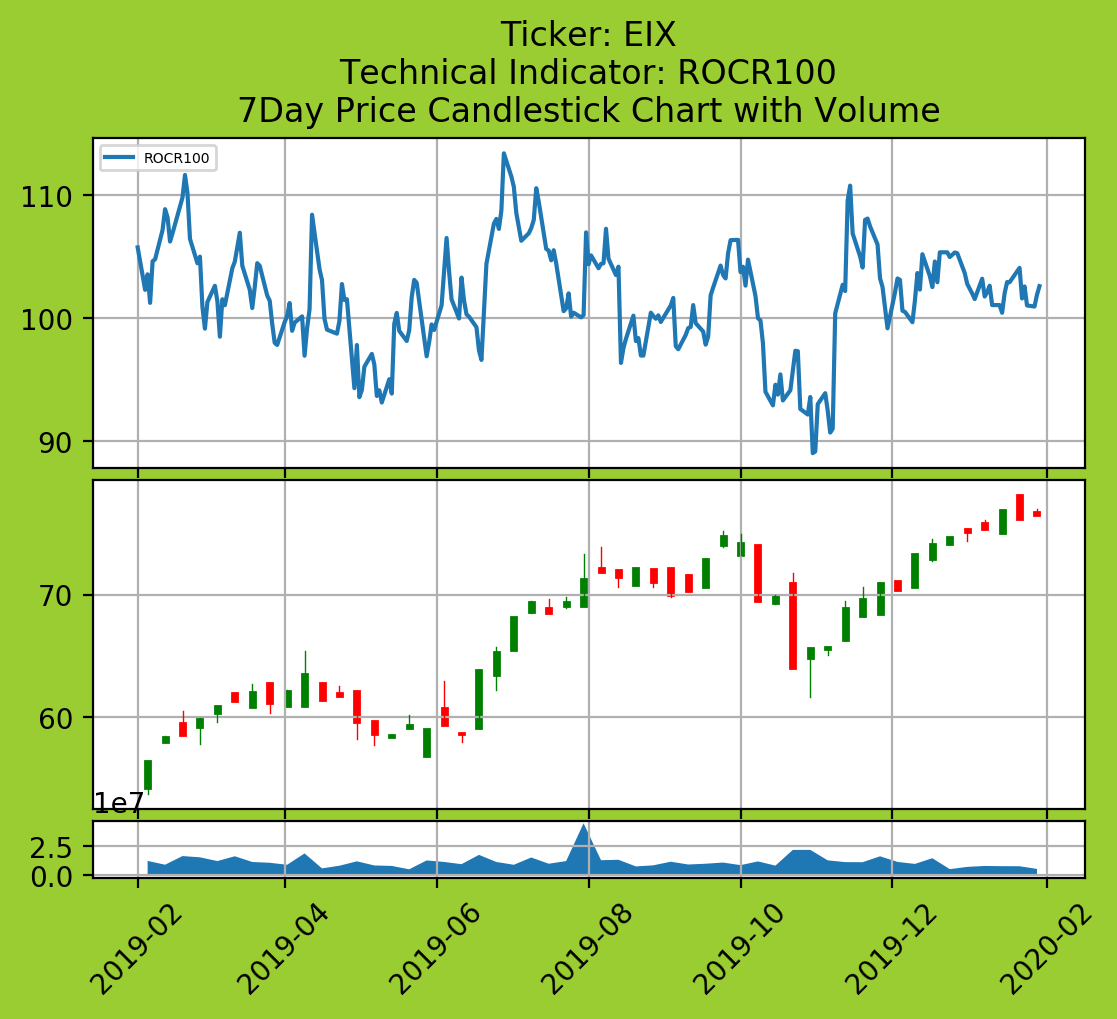 Ticker: EIX
Technical Indicator: ROCR100
7Day Price Candlestick Chart with Volume
ROCR100
110
100
90
70
60
1e7
2.5
0.0
2019-02
2019-04
2019-06
2019-08
2019-10
2019-12
2020-02